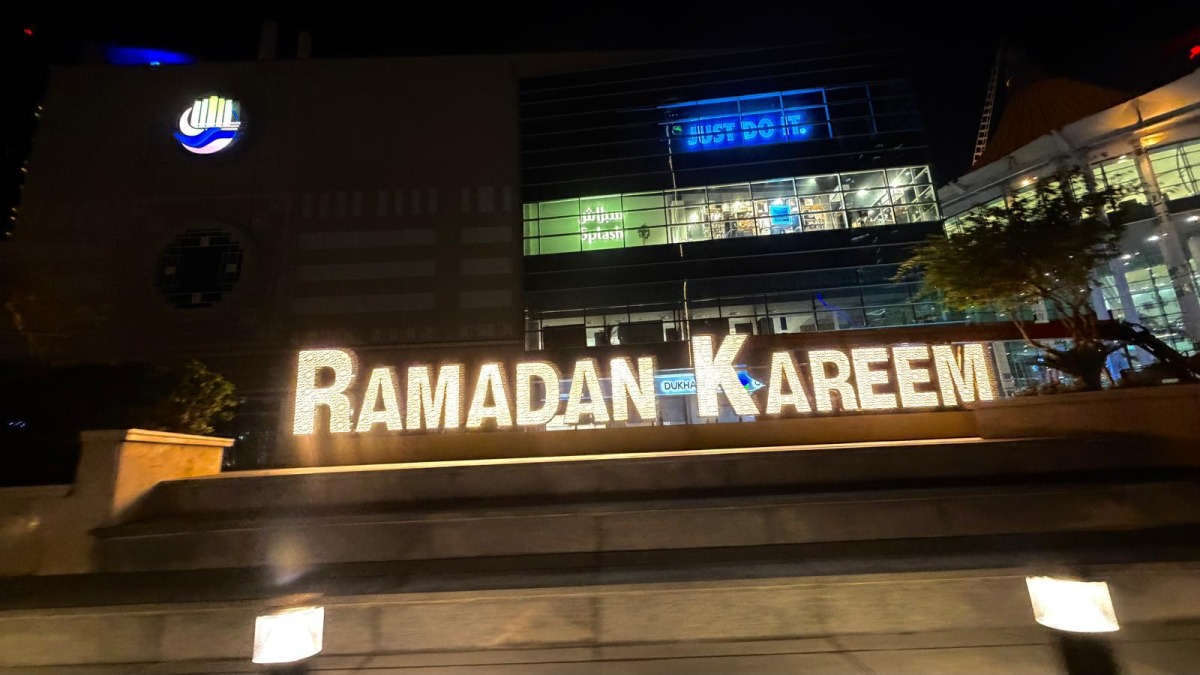 JUST DO IT.
سبلاش
Splash
DUKHA
RAMADAN KAREEM